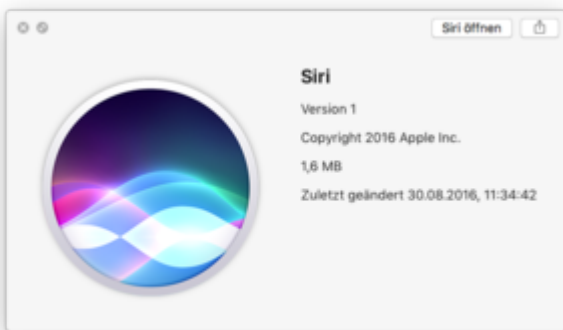 Siri öffnen
Siri
Version 1
Copyright 2016 Apple Inc.
1,6 MB
Zuletzt geändert 30.08.2016, 11:34:42